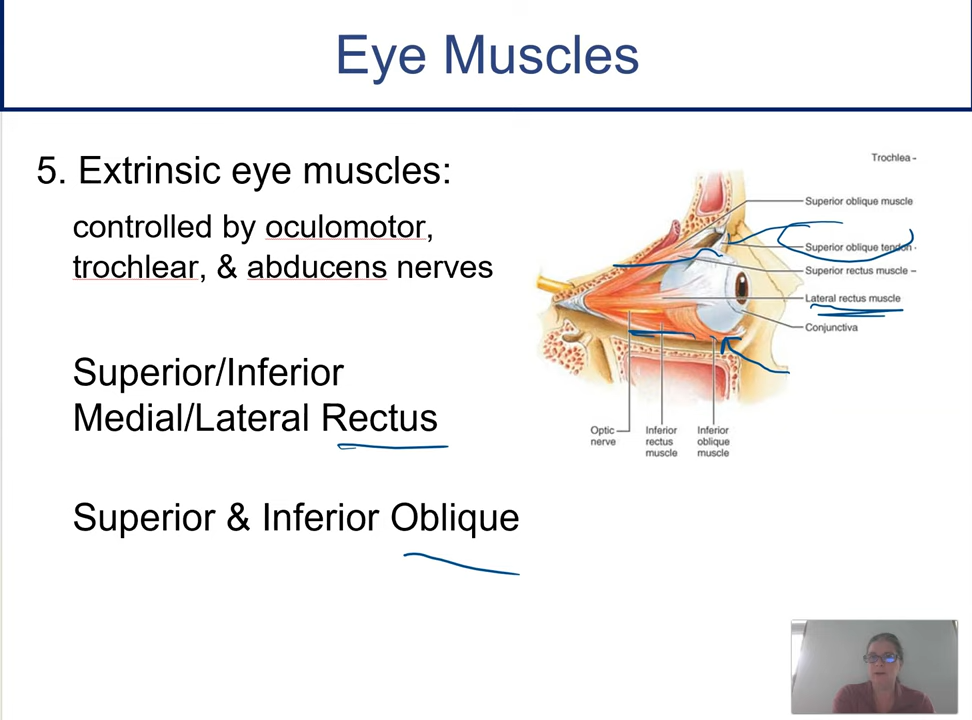 Eye Muscles
5. Extrinsic eye muscles:
controlled by oculomotor,
trochlear, & abducens nerves
Superior/Inferior
Medial/Lateral Rectus
Superior & Inferior Oblique
Trochlea
Superior oblique muscle
Superior oblique tendon
Superior rectus muscle
Lateral rectus muscle
Conjunctiva
Optic
nerve
Inferior
rectus
muscle
Inferior
oblique
muscle